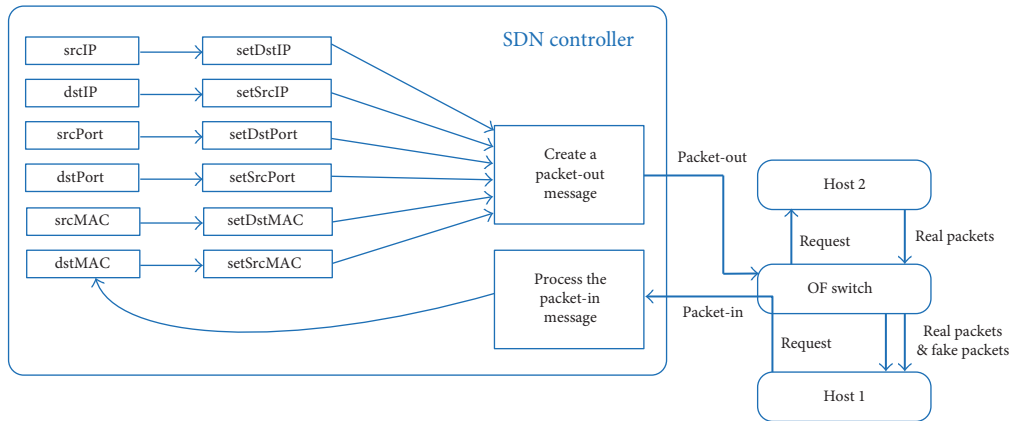 SDN controller
srcIP
setDstIP
dstIP
setSrcIP
srcPort
setDstPort
dstPort
setSrcPort
srcMAC
setDstMAC
dstMAC
setSrcMAC
Create a
packet-out
message
Process the
packet-in
message
Packet-out
Packet-in
Host 2
Request
Real packets
OF switch
Request
Real packets
& fake packets
Host 1